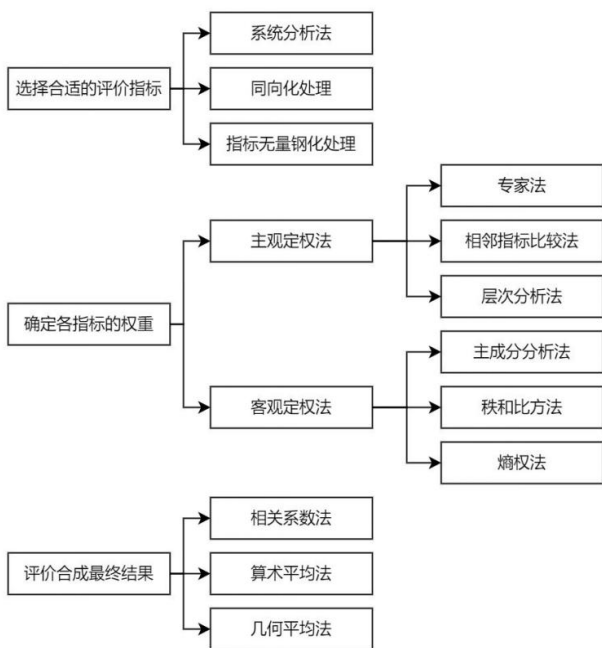 选择合适的评价指标
系统分析法
同向化处理
指标无量钢化处理
确定各指标的权重
主观定权法
专家法
相邻指标比较法
层次分析法
客观定权法
主成分分析法
秩和比方法
熵权法
评价合成最终结果
相关系数法
算术平均法
几何平均法